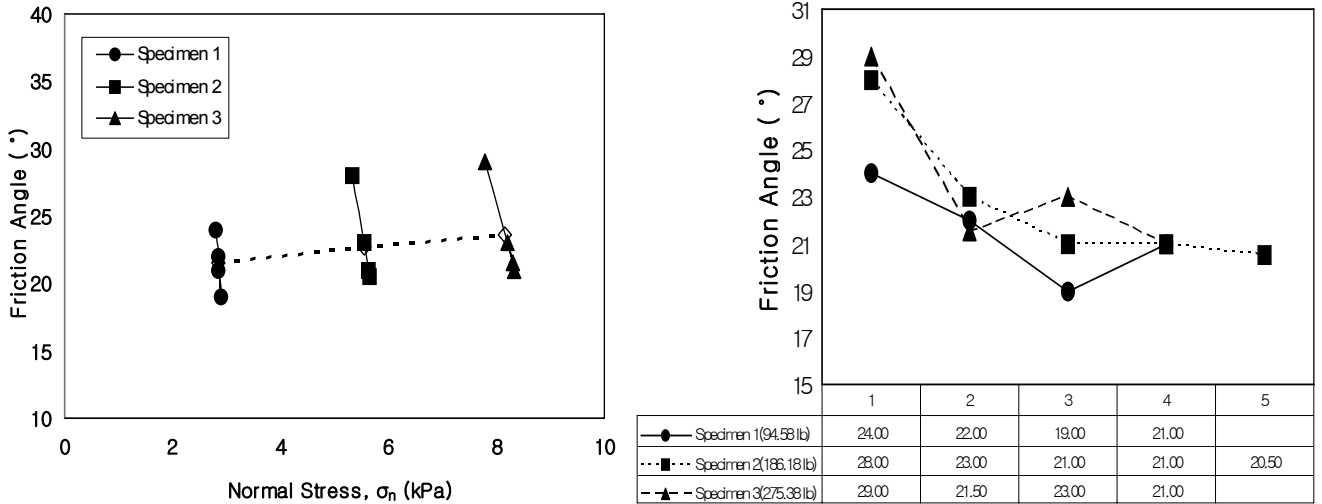 40
35
30
25
20
15
10
Friction Angle (°)
Specimen 1
Specimen 2
Specimen 3
0 2 4 6 8 10
Normal Stress, σn (kPa)
31
29
27
25
23
21
19
17
15
Friction Angle (°)
1 2 3 4 5
Specimen 1(94.58 lb) 24.00 22.00 19.00 21.00
Specimen 2(186.18 lb) 28.00 23.00 21.00 21.00 20.50
Specimen 3(275.38 lb) 29.00 21.50 23.00 21.00